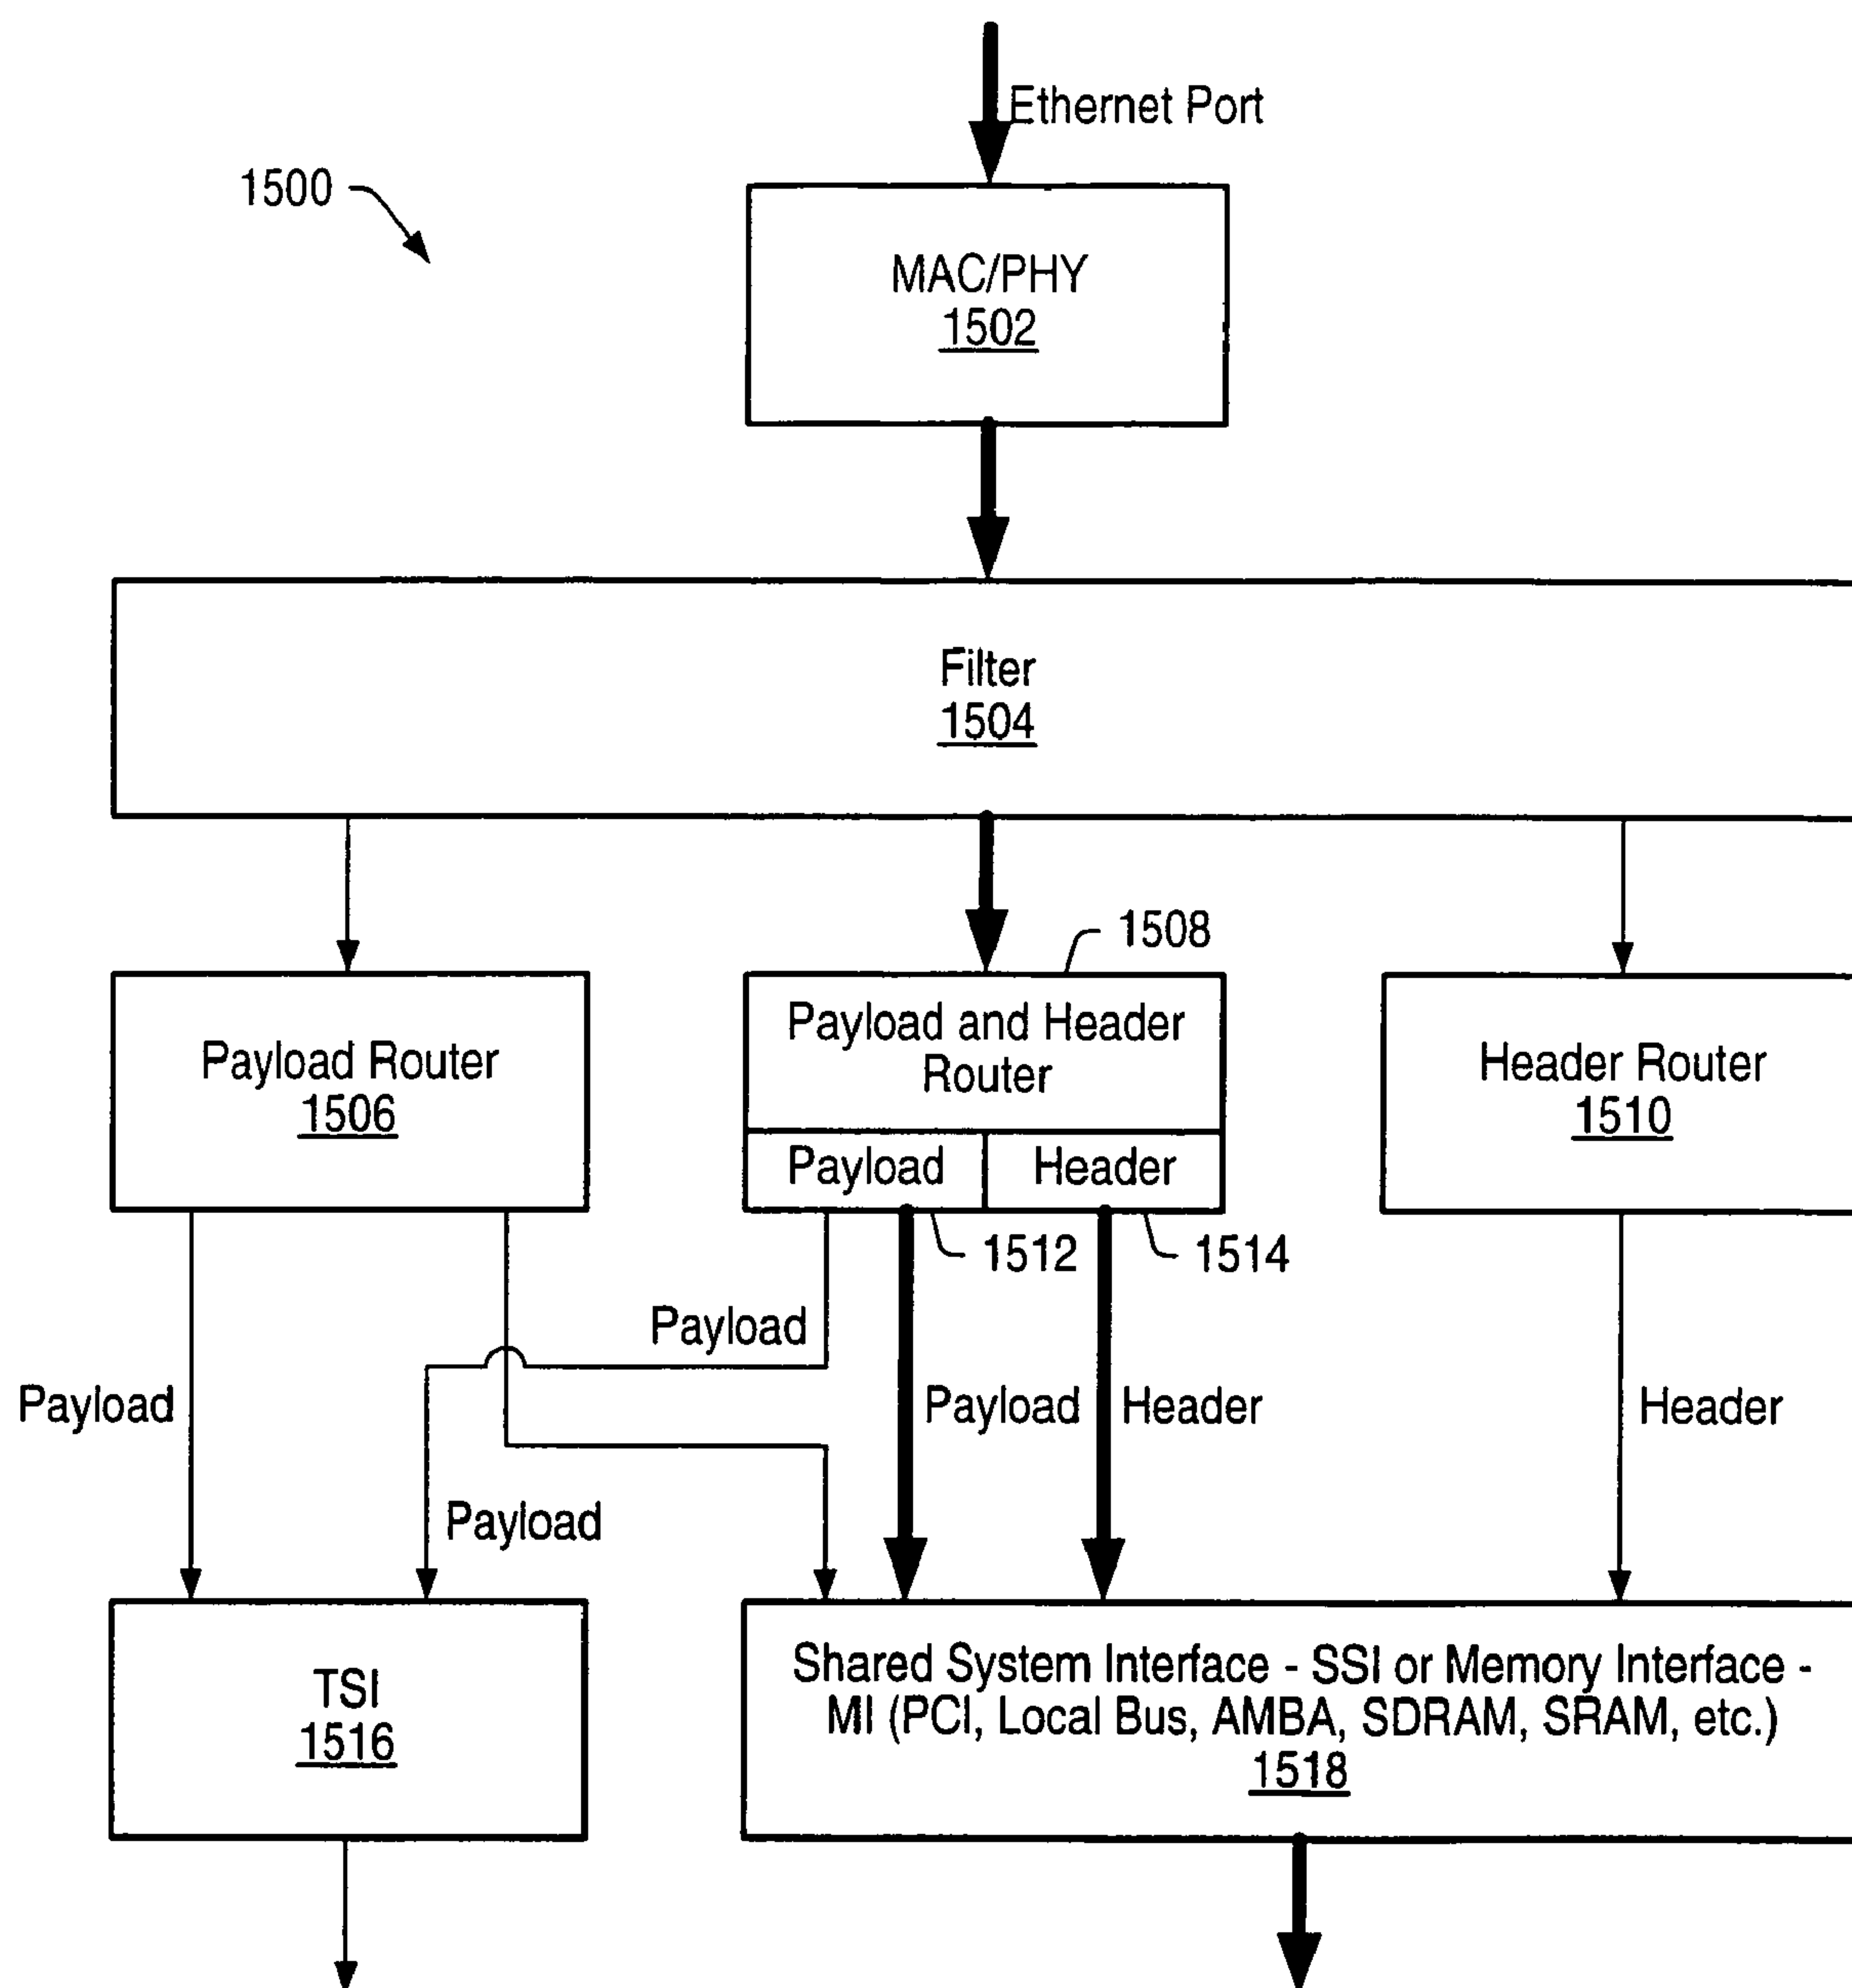 Ethernet Port
1500
MAC/PHY
1502
Filter
1504
1508
Payload Router
1506
Payload and Header
Router
Payload
Header
Header Router
1510
1512
1514
Payload
Payload
Payload
Header
Header
Payload
TSI
1516
Shared System Interface - SSI or Memory Interface -
MI (PCI, Local Bus, AMBA, SDRAM, SRAM, etc.)
1518